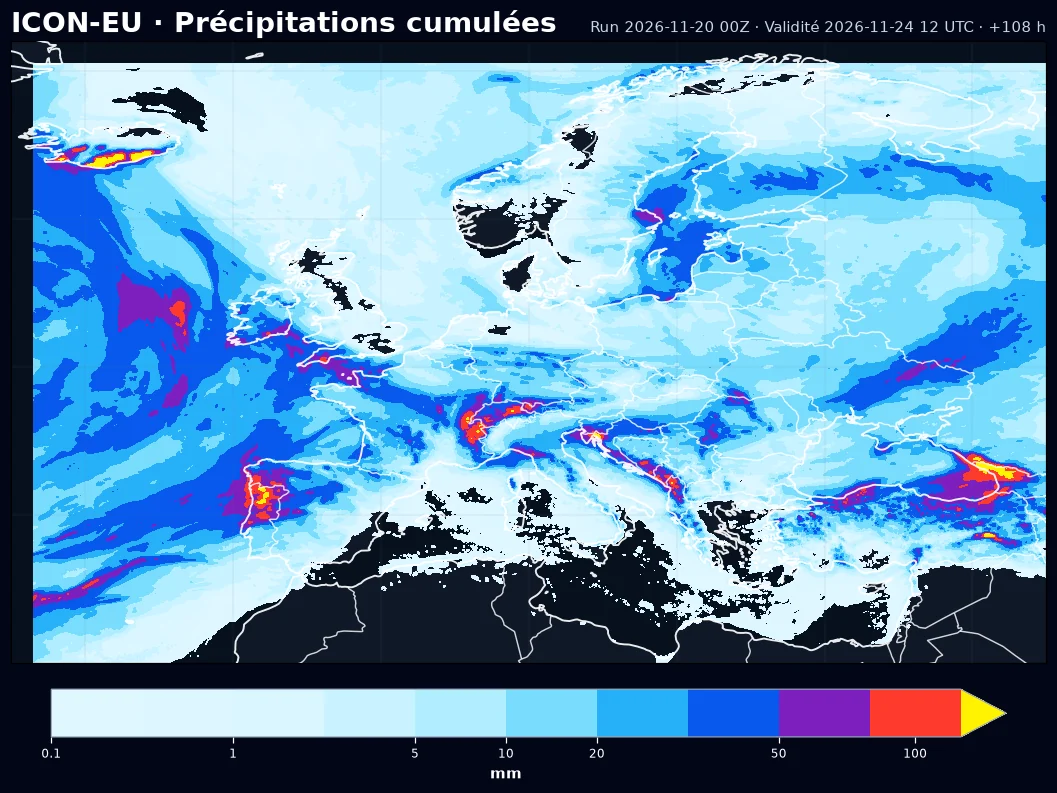 ICON-EU · Précipitations cumulées
Run 2026-11-20 00Z · Validité 2026-11-24 12 UTC · +108 h
0.1 1 5 10 20 50 100
mm